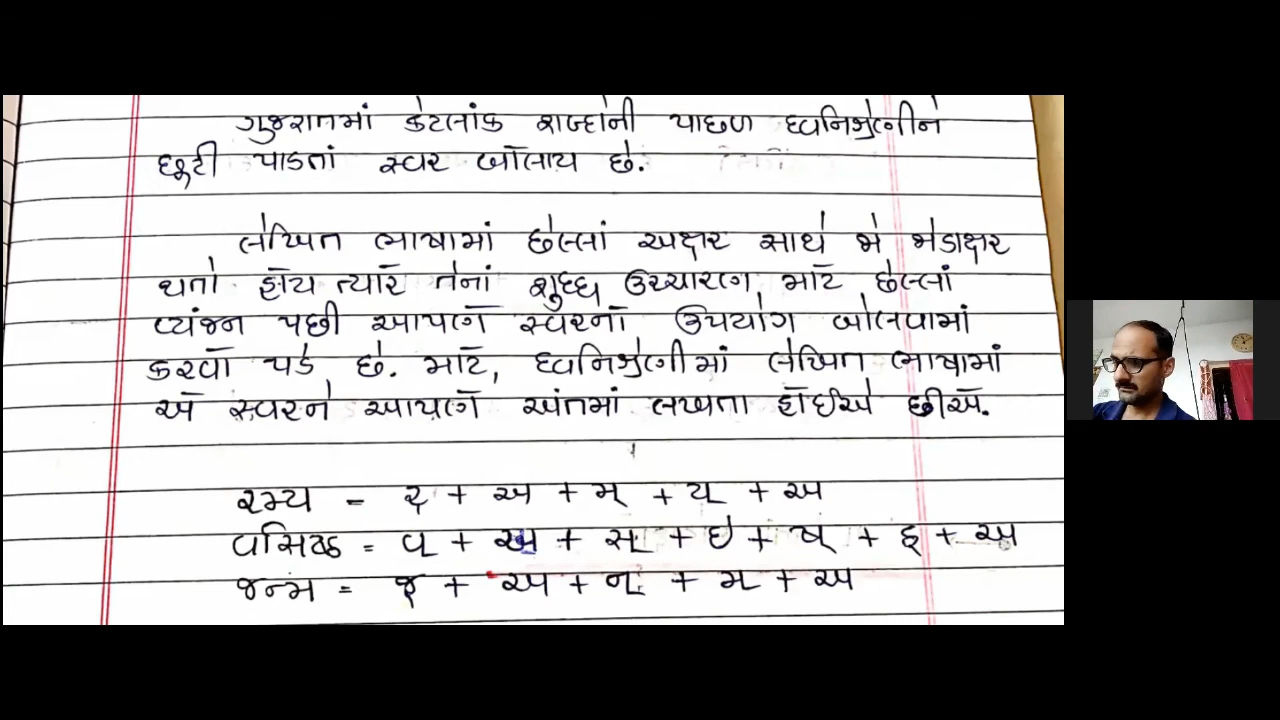 ગુજરાતમાં કેટલાંક શબ્દોની પાછળ ધ્વનિશ્રેણીને
છૂટી પાડતાં સ્વર બોલાય છે.
લેખિત ભાષામાં છેલ્લાં અક્ષર સાથે જે જોડાક્ષર
થતો હોય ત્યારે તેનાં શુદ્ધ ઉચ્ચારણ માટે છેલ્લાં
વ્યંજન પછી આપણે સ્વરનો ઉપયોગ બોલવામાં
કરવો પડે છે. માટે, ધ્વનિશ્રેણીમાં લેખિત ભાષામાં
એ સ્વરને આપણે અંતમાં લખતા હોઈએ છીએ.
રમ્ય = ર્ + અ + મ્ + ય્ + અ
વસિષ્ઠ = વ્ + અ + સ્ + ઇ + ષ્ + ઠ્ + અ
જન્મ = જ્ + અ + ન્ + મ્ + અ